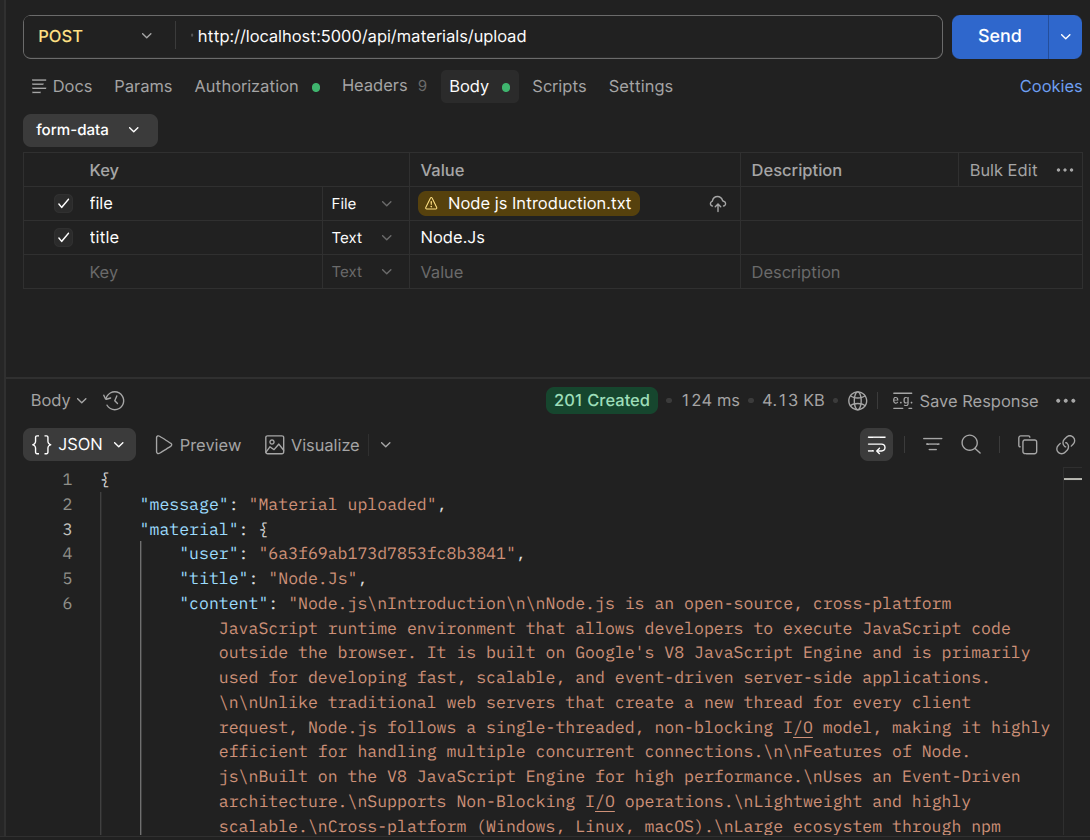 POST http://localhost:5000/api/materials/upload Send
Docs Params Authorization Headers 9 Body Scripts Settings Cookies
form-data
Key Value Description Bulk Edit
file File Node js Introduction.txt
title Text Node.Js
Key Text Value Description
Body 201 Created 124 ms 4.13 KB e.g. Save Response
{} JSON Preview Visualize
1 {
2 "message": "Material uploaded",
3 "material": {
4 "user": "6a3f69ab173d7853fc8b3841",
5 "title": "Node.Js",
6 "content": "Node.js\nIntroduction\n\nNode.js is an open-source, cross-platform
JavaScript runtime environment that allows developers to execute JavaScript code
outside the browser. It is built on Google's V8 JavaScript Engine and is primarily
used for developing fast, scalable, and event-driven server-side applications.
\n\nUnlike traditional web servers that create a new thread for every client
request, Node.js follows a single-threaded, non-blocking I/O model, making it highly
efficient for handling multiple concurrent connections.\n\nFeatures of Node.
js\nBuilt on the V8 JavaScript Engine for high performance.\nUses an Event-Driven
architecture.\nSupports Non-Blocking I/O operations.\nLightweight and highly
scalable.\nCross-platform (Windows, Linux, macOS).\nLarge ecosystem through npm